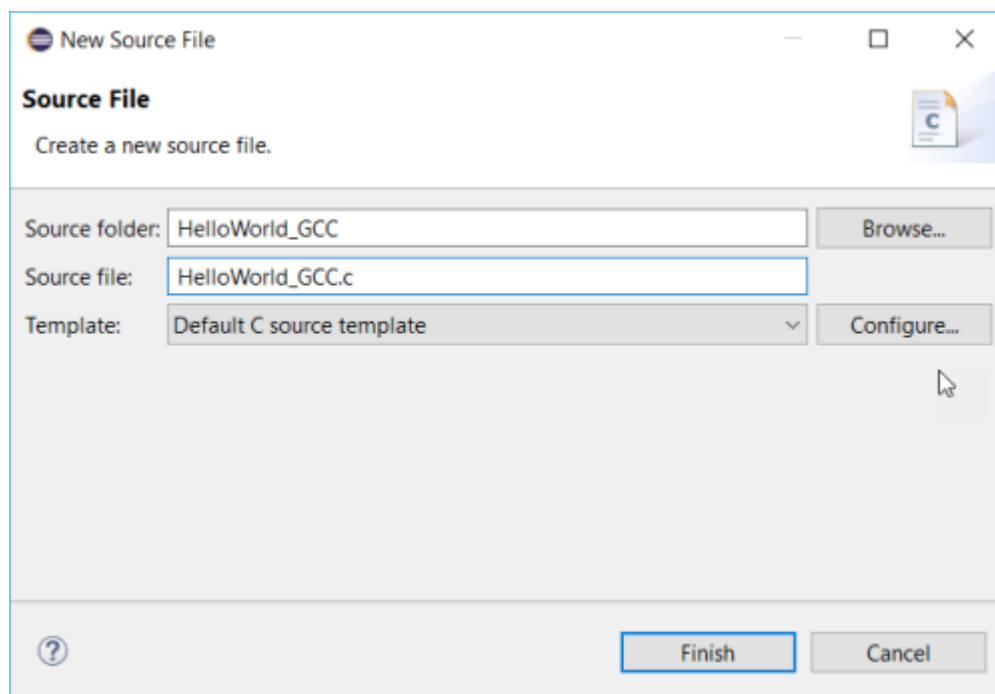 New Source File
Source File
Create a new source file.
C
Source folder: HelloWorld_GCC Browse...
Source file: HelloWorld_GCC.c
Template: Default C source template Configure...
? Finish Cancel